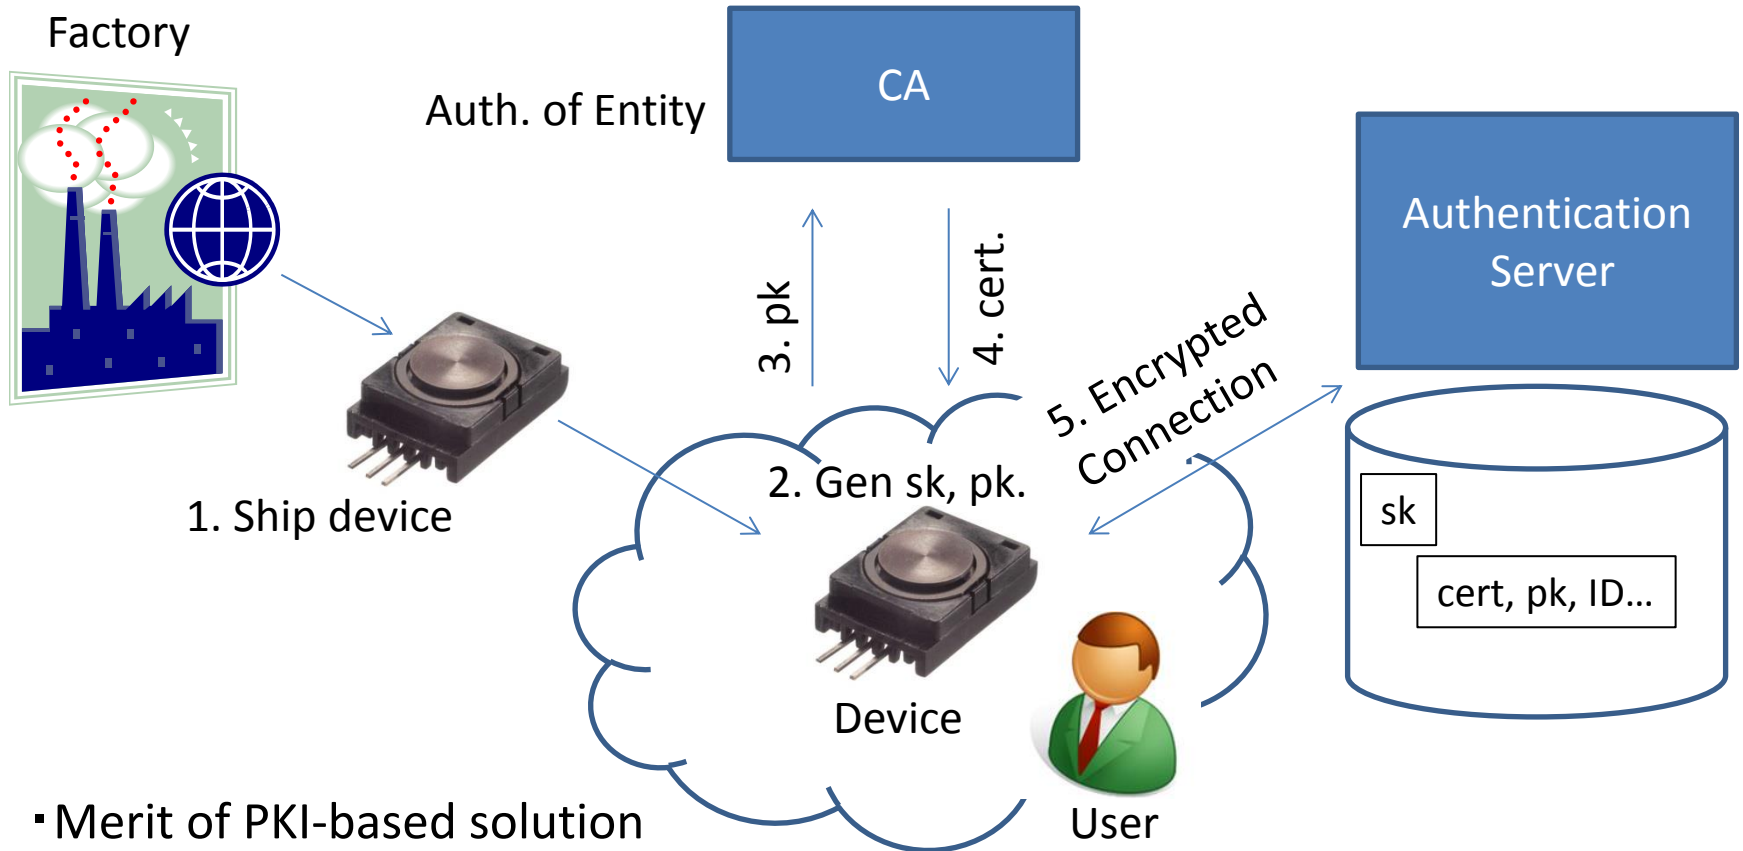 Factory
Auth. of Entity
CA
Authentication
Server
3. pk
4. cert.
5. Encrypted
Connection
1. Ship device
2. Gen sk, pk.
sk
cert, pk, ID...
Device
User
▪Merit of PKI-based solution